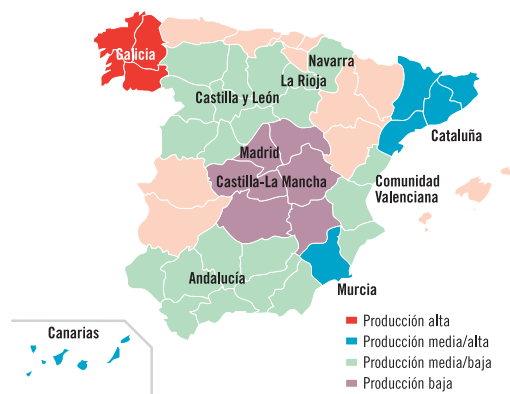 Galicia
Navarra
La Rioja
Castilla y León
Cataluña
Madrid
Castilla-La Mancha
Comunidad
Valenciana
Andalucía
Murcia
Canarias
Producción alta
Producción media/alta
Producción media/baja
Producción baja